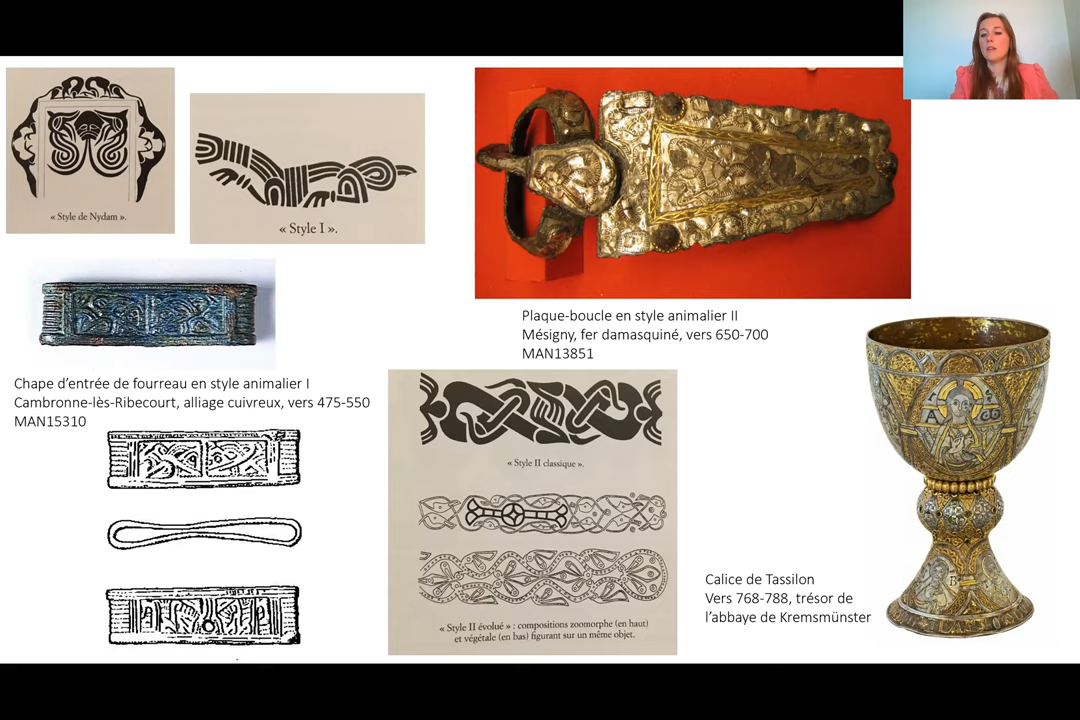 « Style de Nydam ».
« Style I ».
Chape d’entrée de fourreau en style animalier I
Cambronne-lès-Ribecourt, alliage cuivreux, vers 475-550
MAN15310
Plaque-boucle en style animalier II
Mésigny, fer damasquiné, vers 650-700
MAN13851
« Style II classique ».
« Style II évolué » : compositions zoomorphe (en haut)
et végétale (en bas) figurant sur un même objet.
Calice de Tassilon
Vers 768-788, trésor de
l’abbaye de Kremsmünster